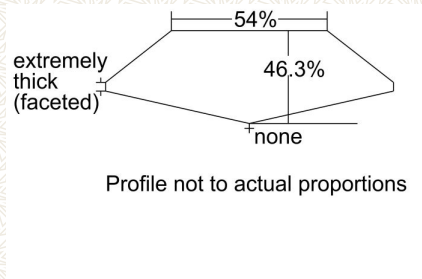 54%
46.3%
extremely
thick
(faceted)
none
Profile not to actual proportions